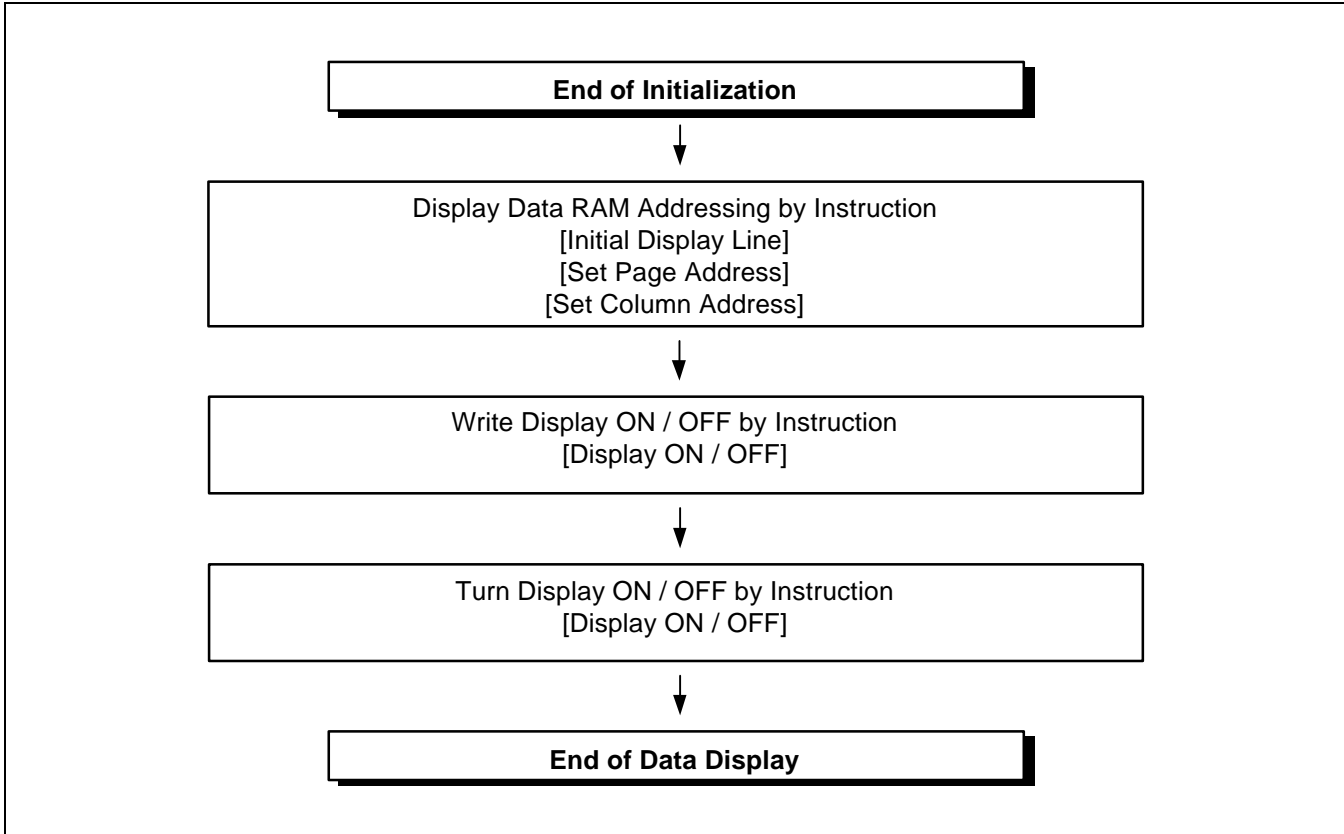 End of Initialization
Display Data RAM Addressing by Instruction
[Initial Display Line]
[Set Page Address]
[Set Column Address]
Write Display ON / OFF by Instruction
[Display ON / OFF]
Turn Display ON / OFF by Instruction
[Display ON / OFF]
End of Data Display